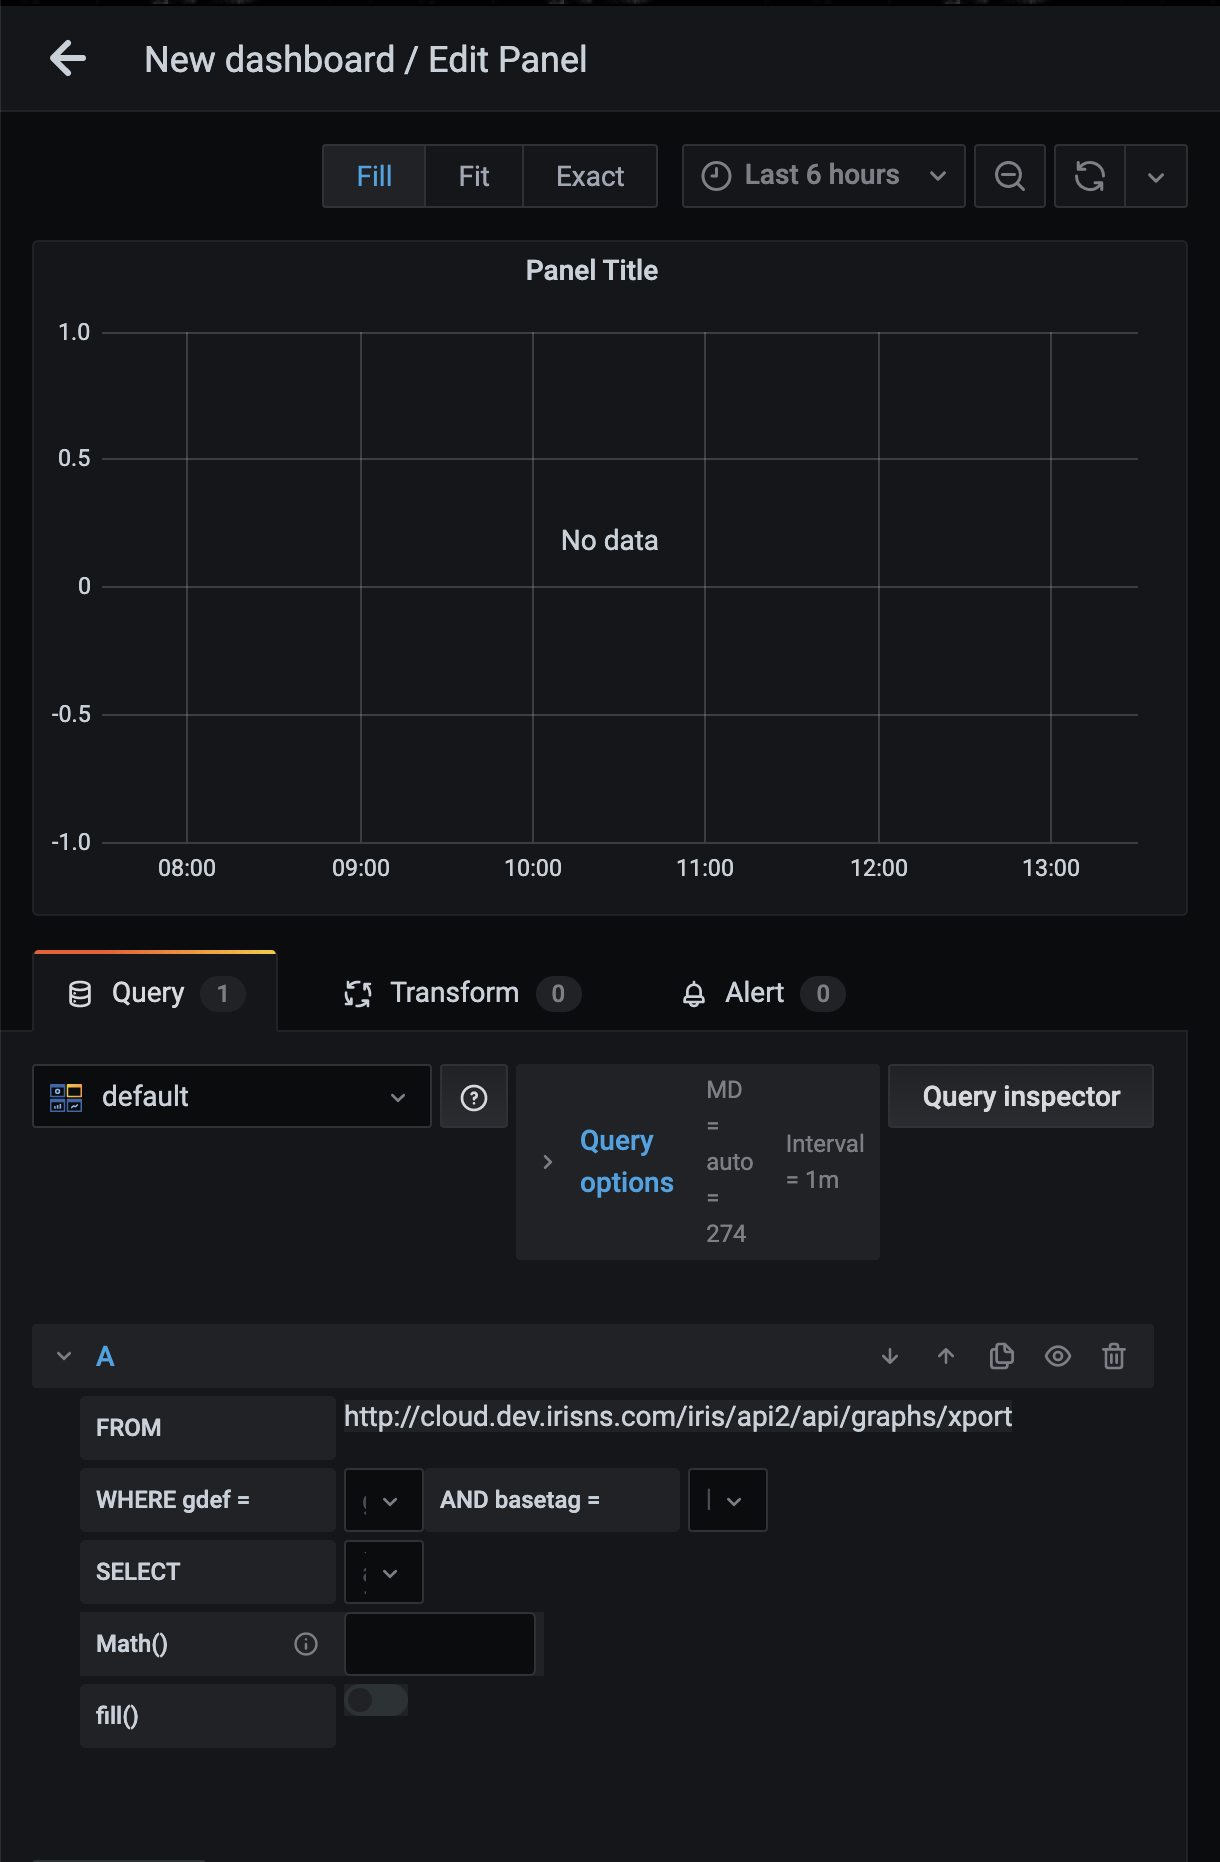 New dashboard / Edit Panel
Fill Fit Exact Last 6 hours
Panel Title
1.0
0.5
No data
0
-0.5
-1.0
08:00 09:00 10:00 11:00 12:00 13:00
Query 1 Transform 0 Alert 0
default Query options MD = auto = 274 Interval = 1m Query inspector
A
FROM http://cloud.dev.irisns.com/iris/api2/api/graphs/xport
WHERE gdef = AND basetag =
SELECT
Math()
fill()